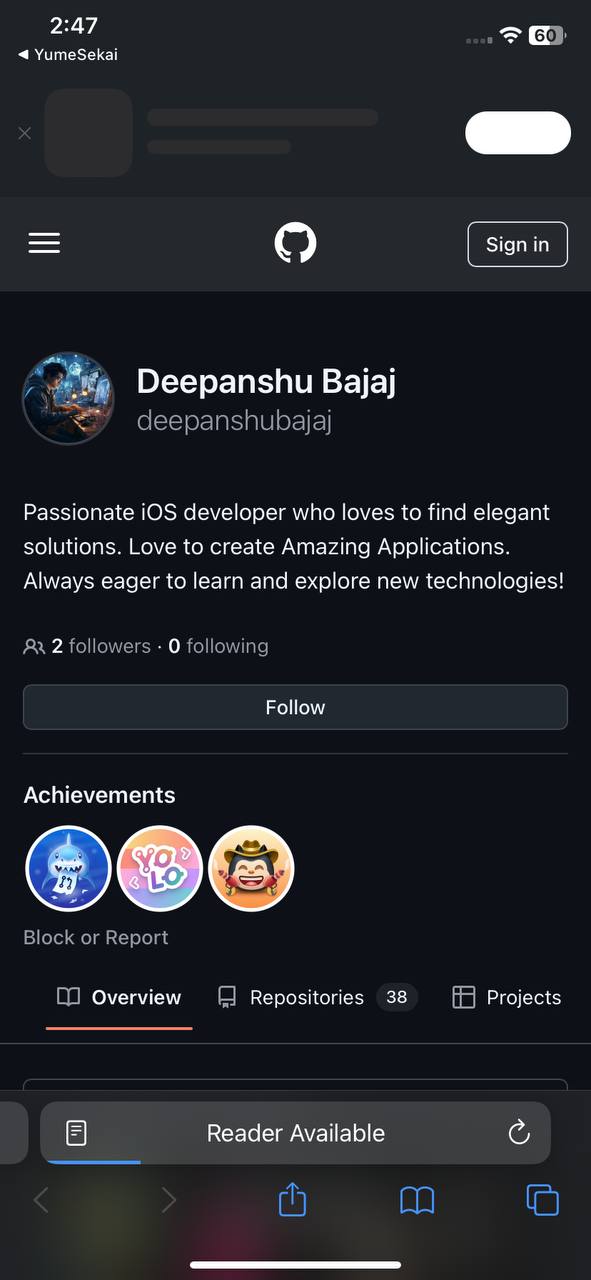 2:47
◀ YumeSekai
60
Sign in
Deepanshu Bajaj
deepanshubajaj
Passionate iOS developer who loves to find elegant
solutions. Love to create Amazing Applications.
Always eager to learn and explore new technologies!
2 followers · 0 following
Follow
Achievements
YOLO
Block or Report
Overview
Repositories 38
Projects
Reader Available